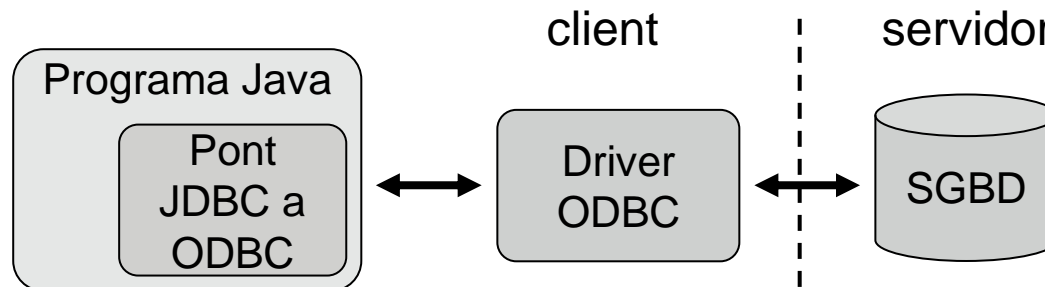 client
servidor
Programa Java
Pont
JDBC a
ODBC
Driver
ODBC
SGBD